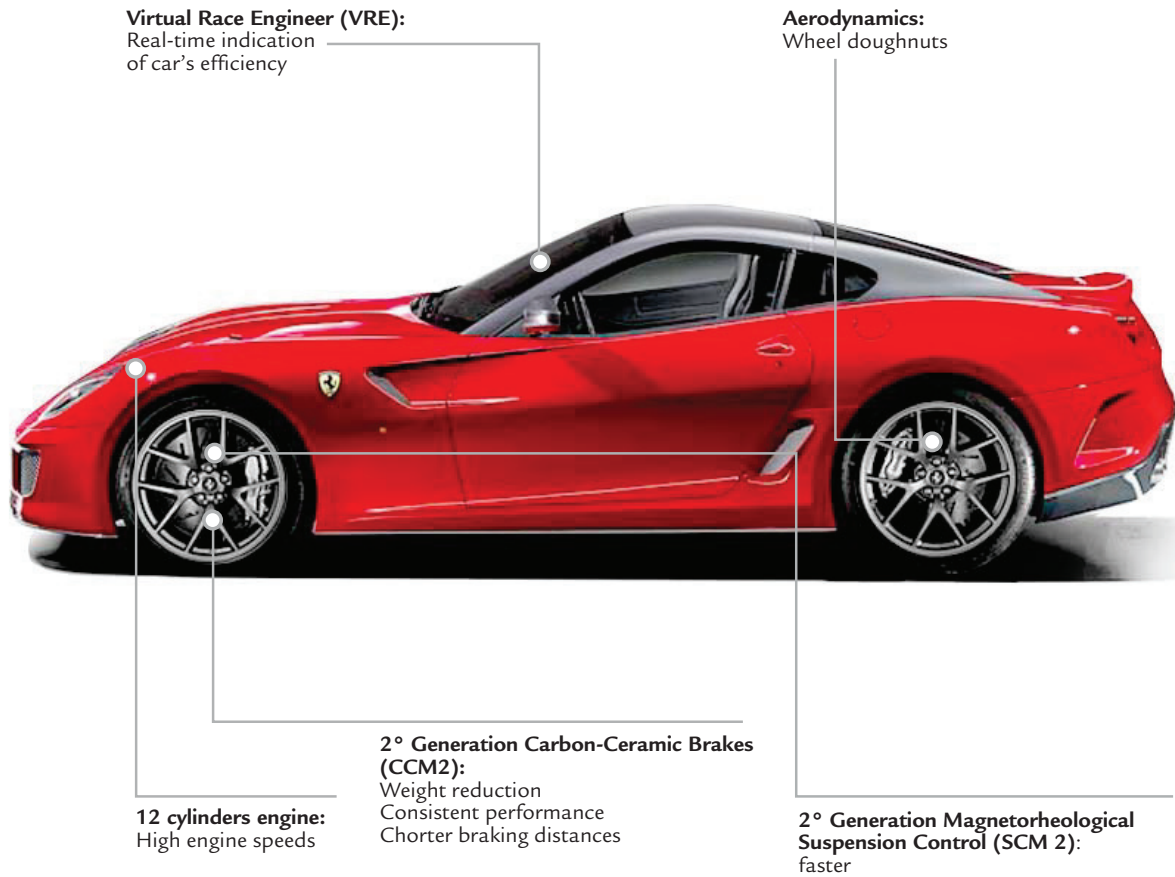 Virtual Race Engineer (VRE):
Real-time indication
of car’s efficiency
Aerodynamics:
Wheel doughnuts
2° Generation Carbon-Ceramic Brakes
(CCM2):
Weight reduction
Consistent performance
Chorter braking distances
12 cylinders engine:
High engine speeds
2° Generation Magnetorheological
Suspension Control (SCM 2):
faster